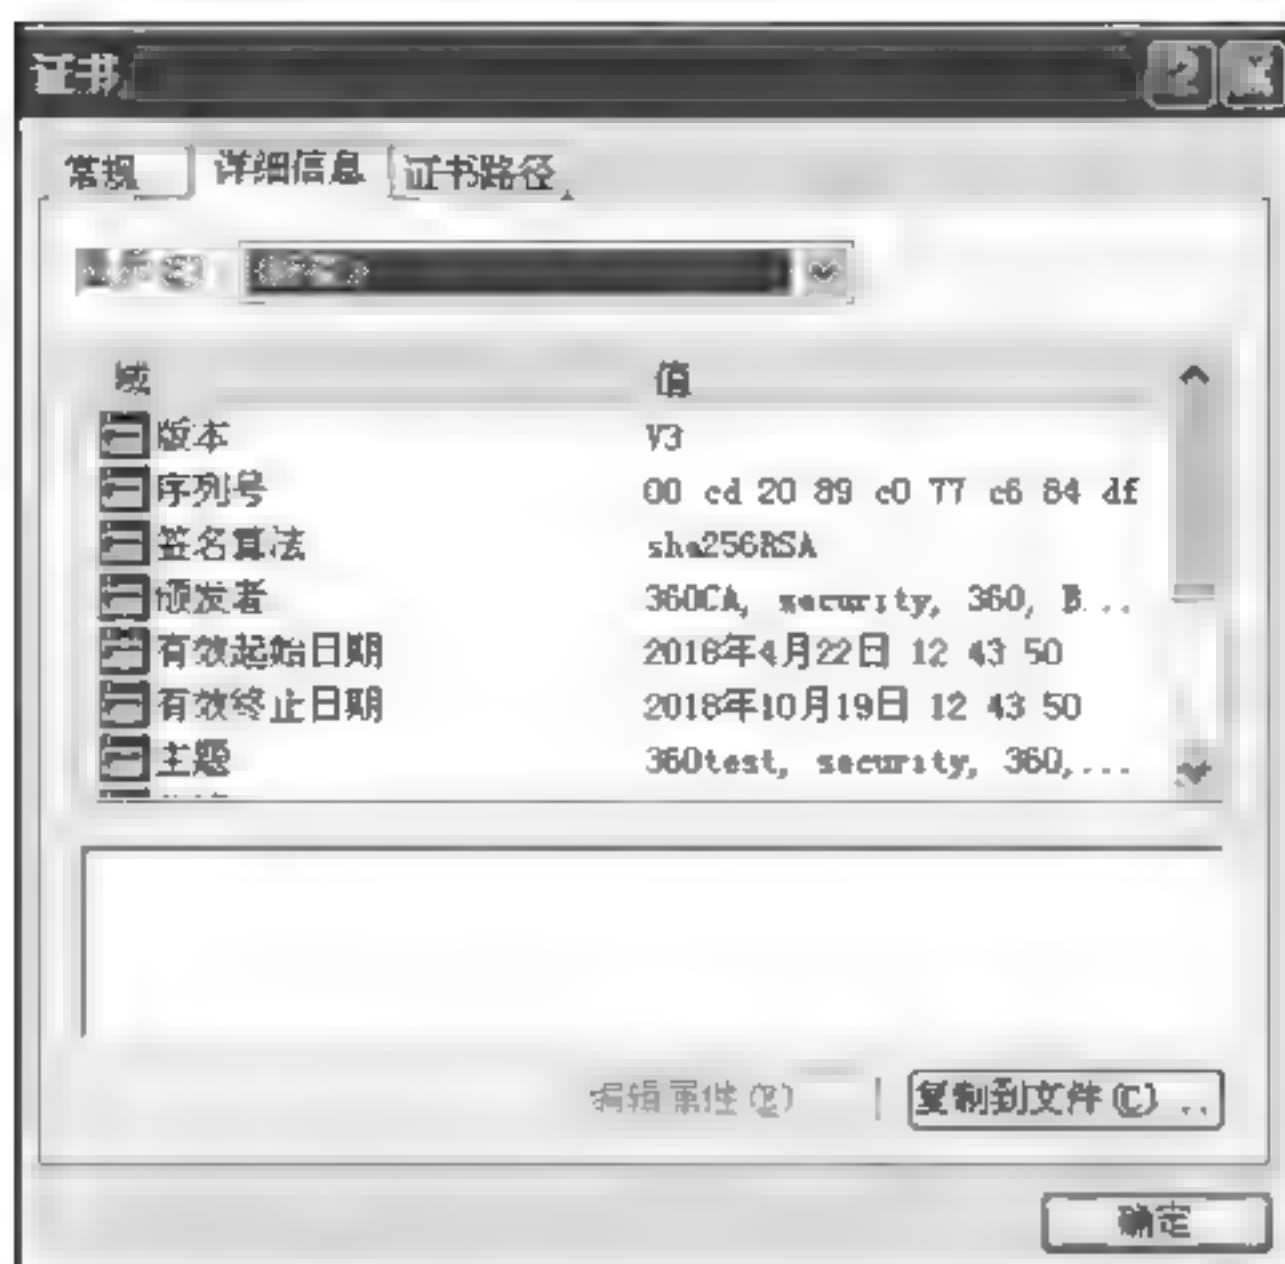 证书
常规 详细信息 证书路径
域 值
版本 V3
序列号 00 cd 20 89 c0 77 c6 84 df
签名算法 sha256RSA
颁发者 360CA, security, 360, B...
有效起始日期 2018年4月22日 12 43 50
有效终止日期 2018年10月19日 12 43 50
主题 360test, security, 360,...
编辑属性(E) 复制到文件(C)...
确定